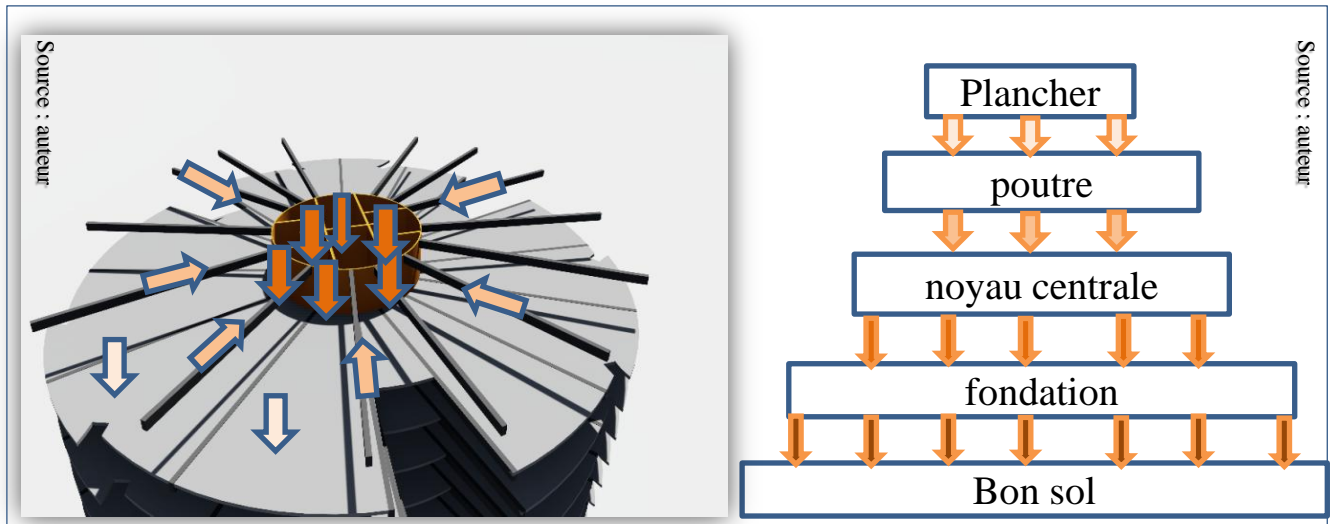 Source : auteur
Source : auteur
Plancher
poutre
noyau centrale
fondation
Bon sol